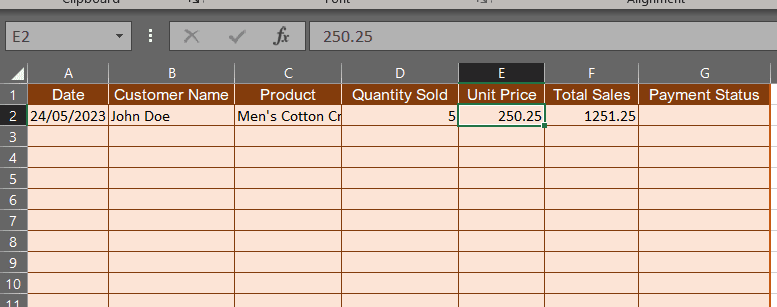 Clipboard Font Alignment
E2 fx 250.25
A B C D E F G
1 Date Customer Name Product Quantity Sold Unit Price Total Sales Payment Status
2 24/05/2023 John Doe Men's Cotton Cr 5 250.25 1251.25
3
4
5
6
7
8
9
10
11